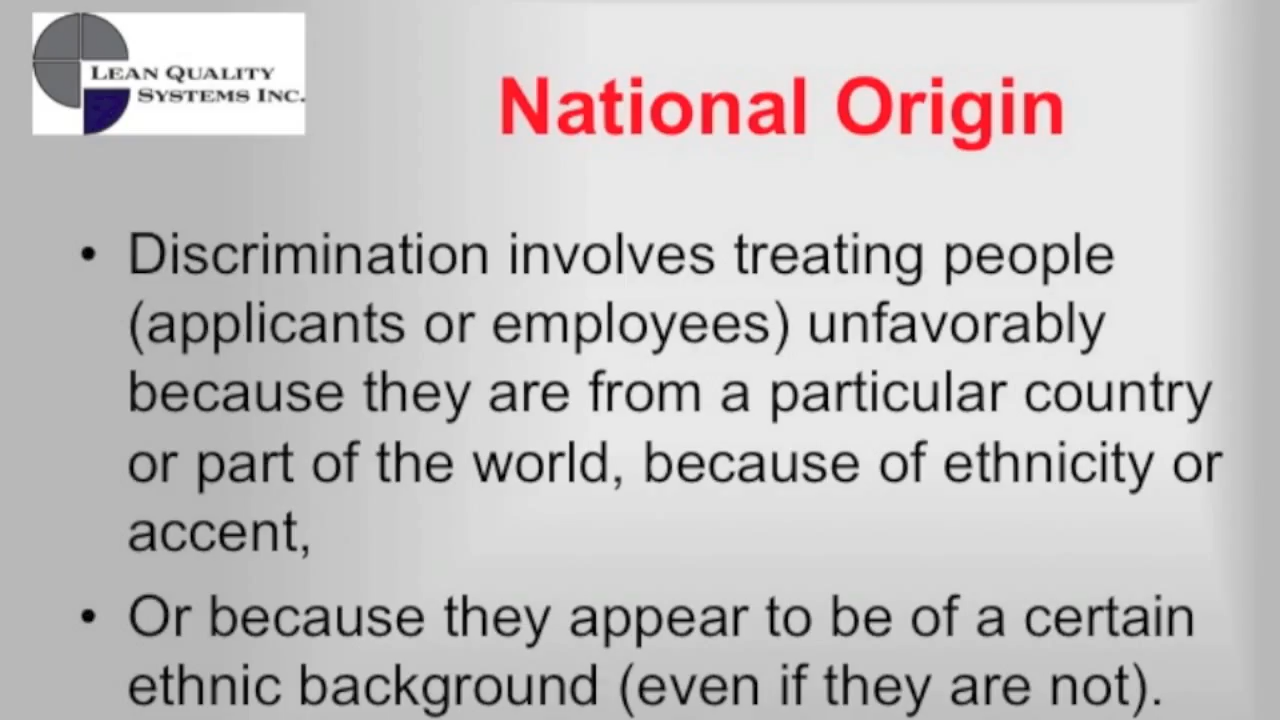 LEAN QUALITY
SYSTEMS INC.
National Origin
• Discrimination involves treating people
(applicants or employees) unfavorably
because they are from a particular country
or part of the world, because of ethnicity or
accent,
• Or because they appear to be of a certain
ethnic background (even if they are not).